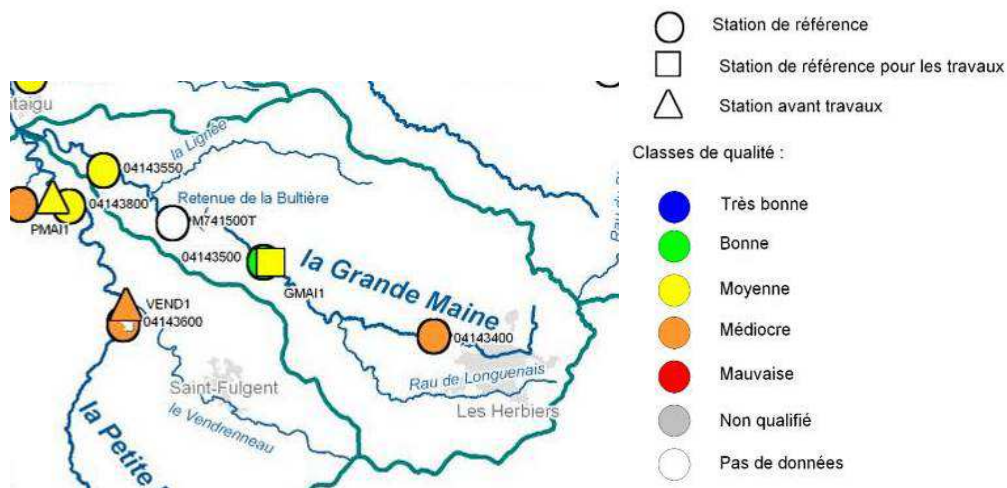 Station de référence
Station de référence pour les travaux
Station avant travaux
Classes de qualité :
Très bonne
Bonne
Moyenne
Médiocre
Mauvaise
Non qualifié
Pas de données
ntaigu
la Lignée
04143550
Retenue de la Bultière
04143800
M741500T
PMAI1
04143500
la Grande Maine
GMAI1
VEND1
04143600
04143400
Rau de Longuenais
Saint-Fulgent
Les Herbiers
le Vendrenneau
la Petite